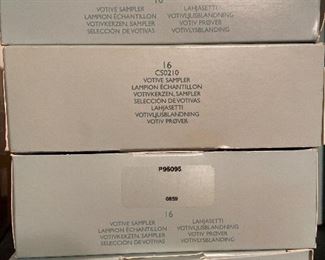 16
VOTIVE SAMPLER LAHJASETTI
LAMPION ÉCHANTILLON VOTIVLJUSBLANDNING
VOTIVKERZEN, SAMPLER VOTIV PRØVER
SELECCIÓN DE VOTIVAS VOTIVLYSBLANDING
16
CS0210
VOTIVE SAMPLER
LAMPION ÉCHANTILLON
VOTIVKERZEN, SAMPLER
SELECCIÓN DE VOTIVAS
LAHJASETTI
VOTIVLJUSBLANDNING
VOTIV PRØVER
P96095
0859
16
VOTIVE SAMPLER LAHJASETTI
LAMPION ÉCHANTILLON VOTIVLJUSBLANDNING
VOTIVKERZEN, SAMPLER VOTIV PRØVER
SELECCIÓN DE VOTIVAS VOTIVLYSBLANDING